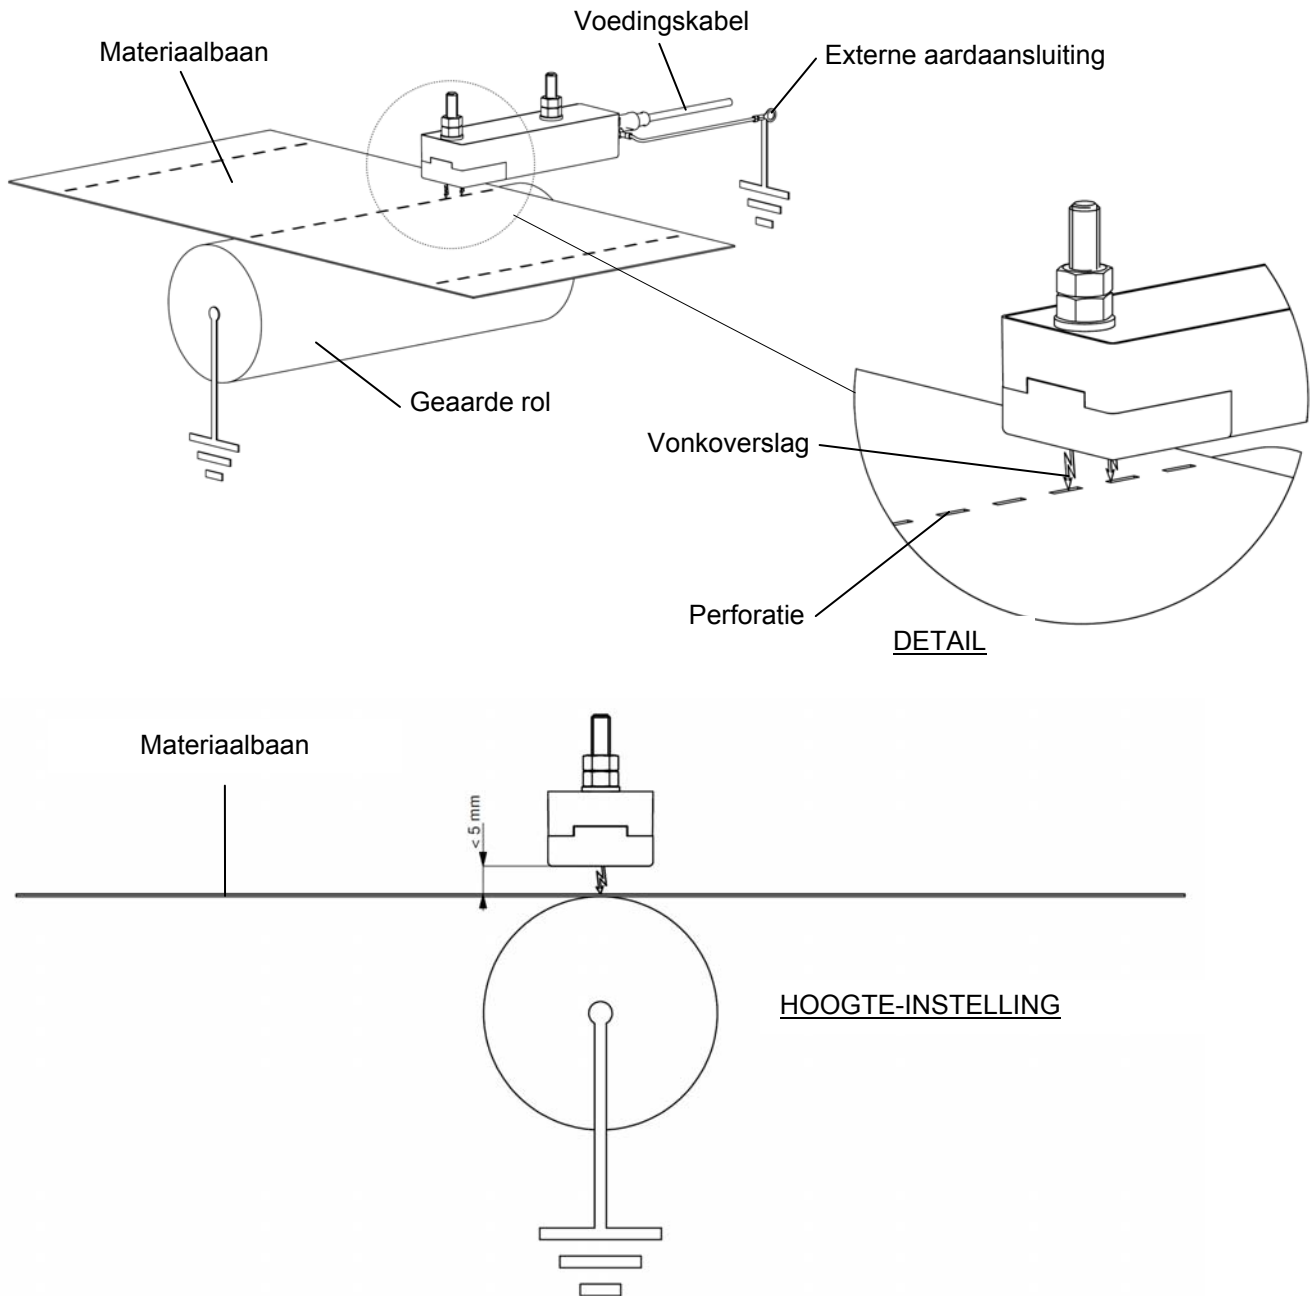 Voedingskabel
Materiaalbaan
Externe aardaansluiting
Geaarde rol
Vonkoverslag
Perforatie
DETAIL
Materiaalbaan
< 5 mm
HOOGTE-INSTELLING